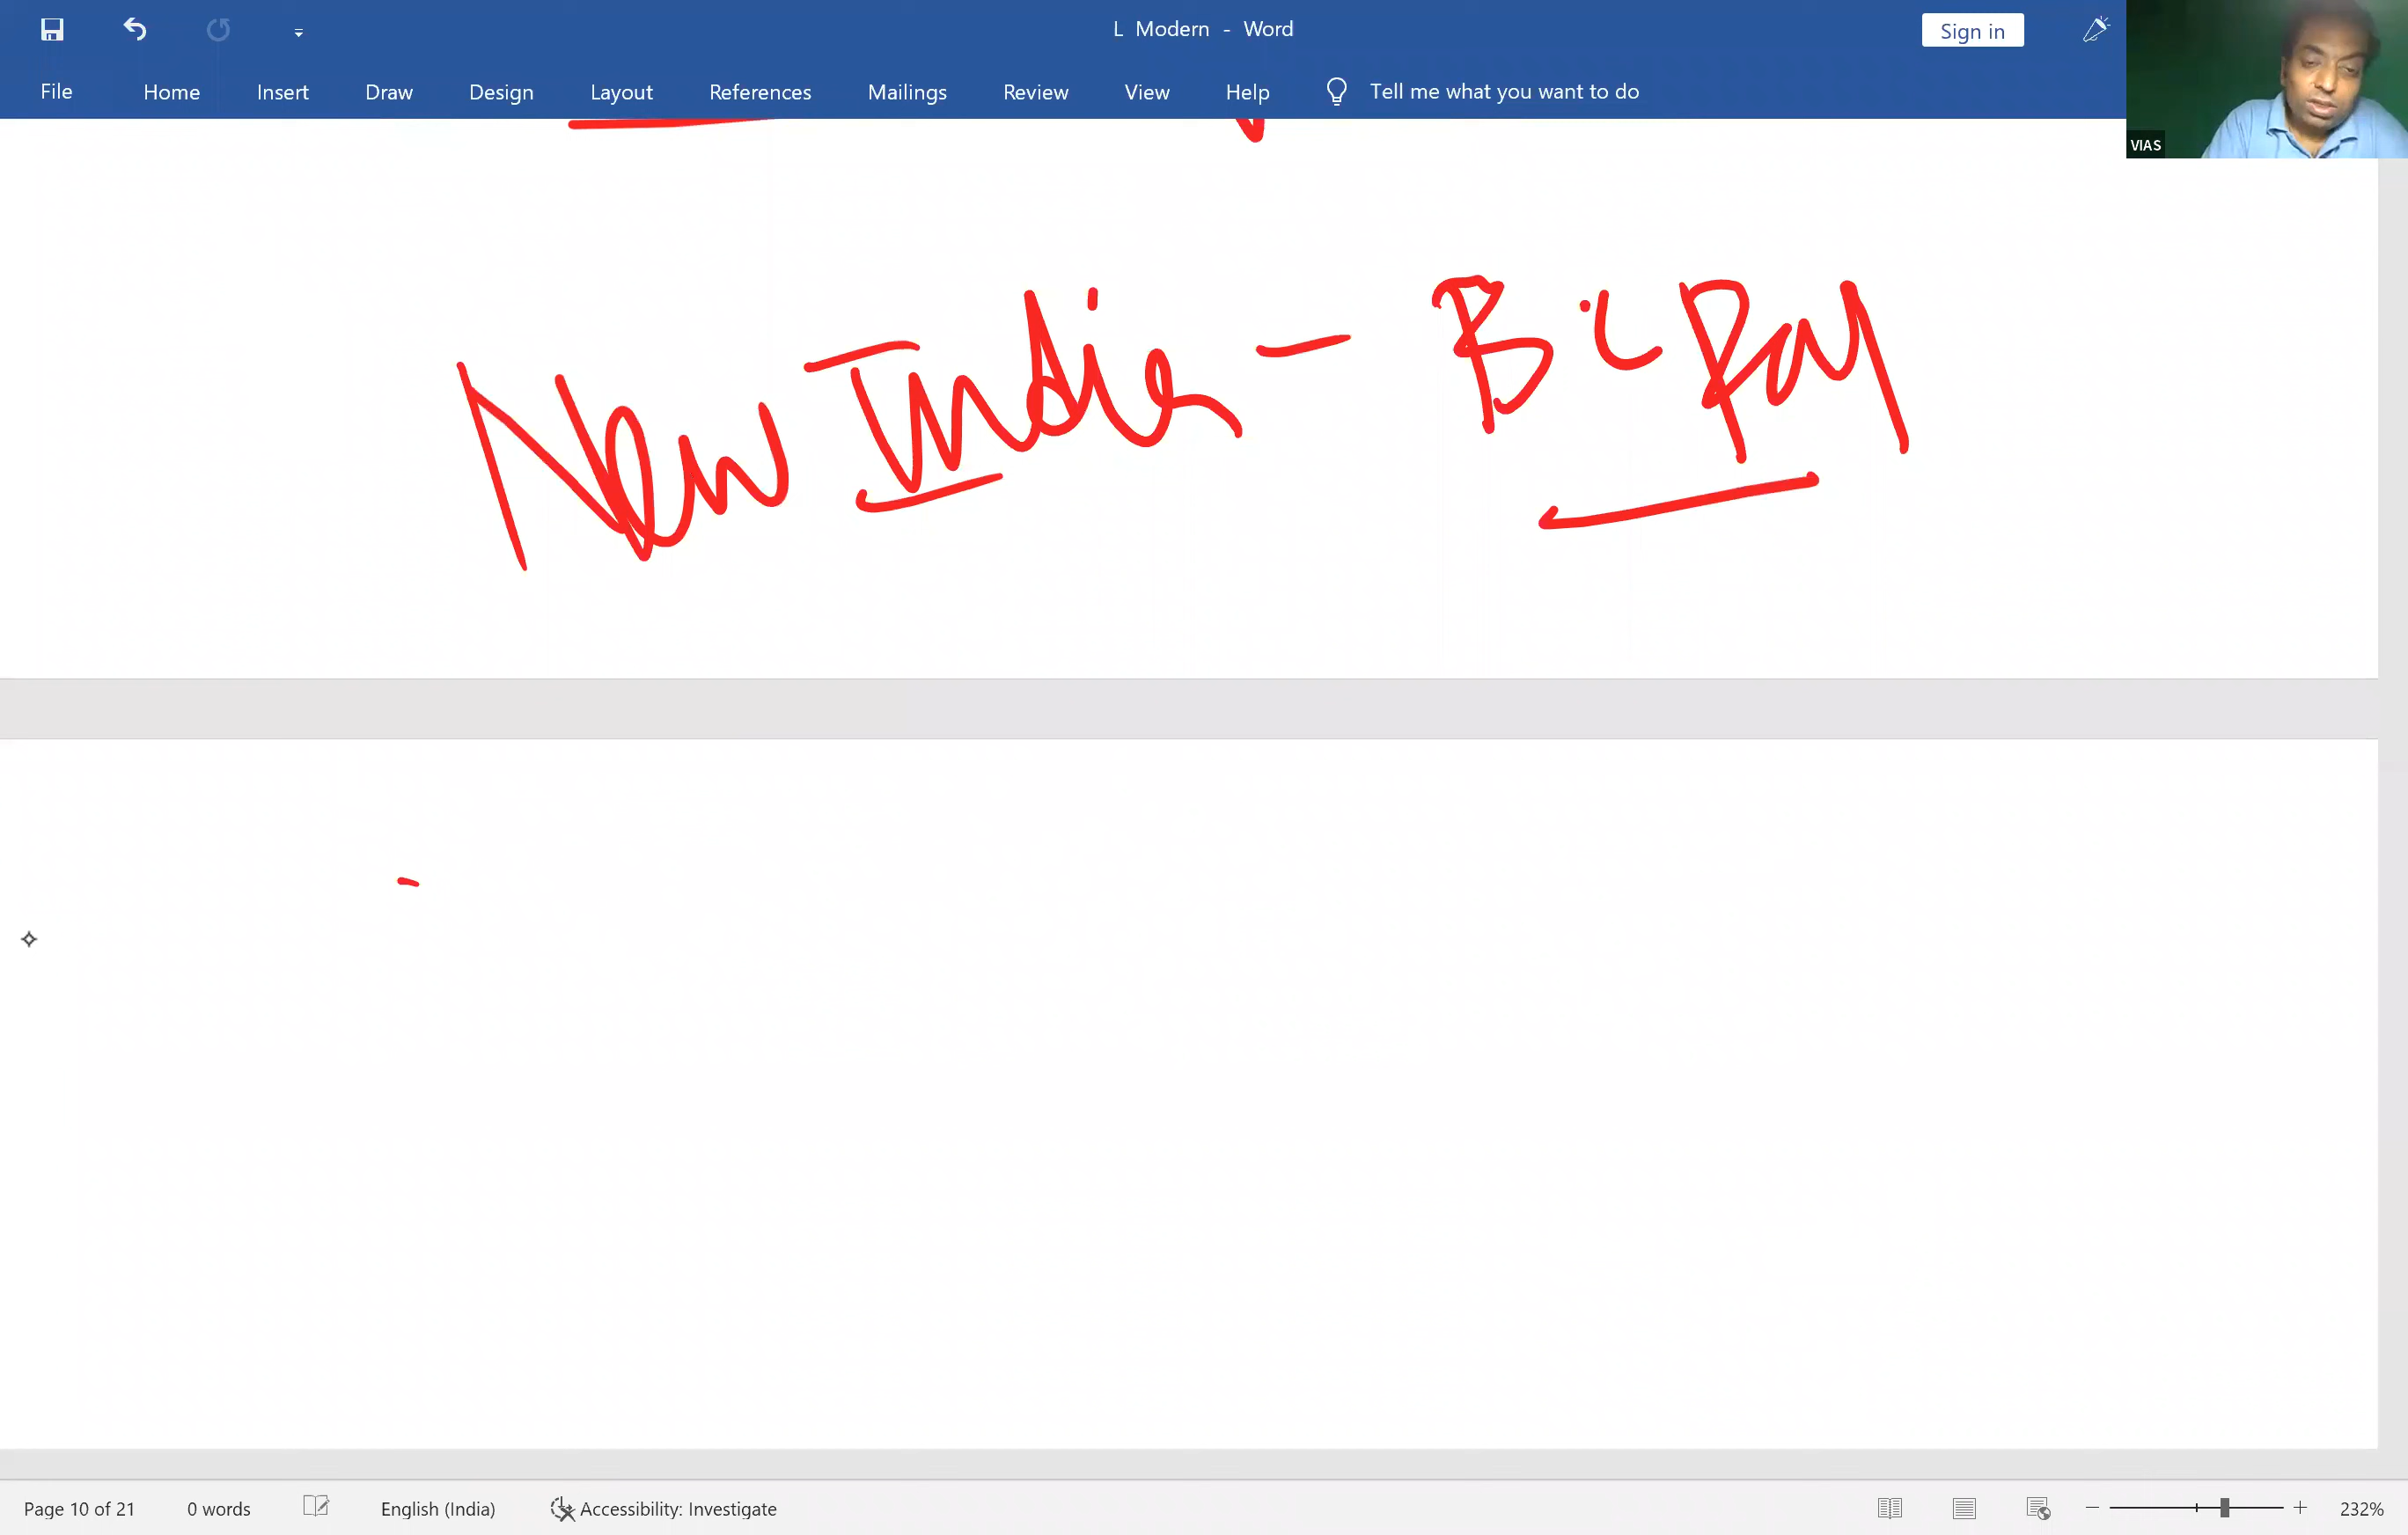 L Modern - Word
Sign in
File Home Insert Draw Design Layout References Mailings Review View Help Tell me what you want to do
VIAS
New India - Bipal
Page 10 of 21 0 words English (India) Accessibility: Investigate 232%